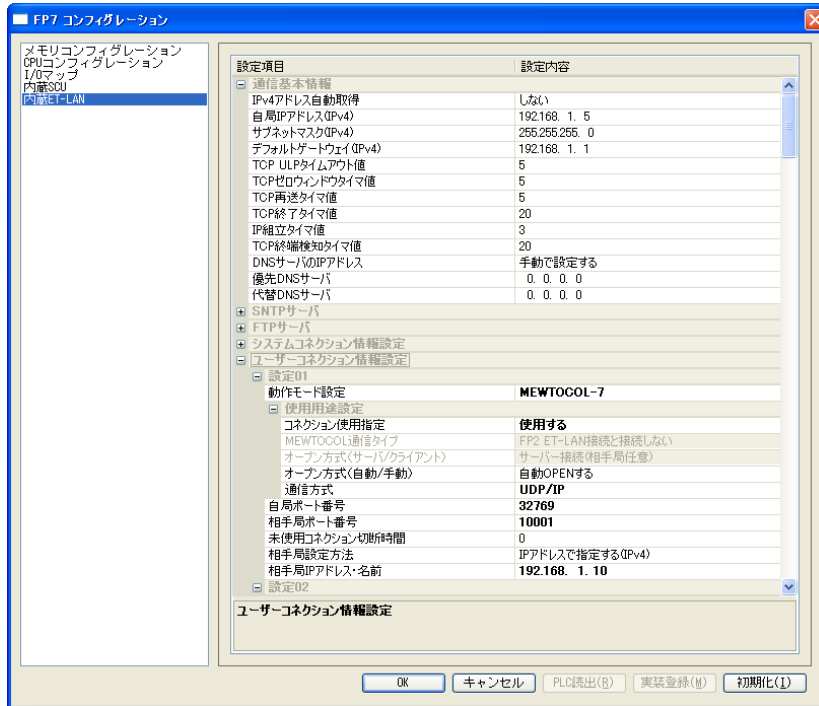 FP7 コンフィグレーション
メモリコンフィグレーション
CPUコンフィグレーション
I/Oマップ
内蔵SCU
内蔵ET-LAN
設定項目 設定内容
通信基本情報
IPv4アドレス自動取得 しない
自局IPアドレス(IPv4) 192.168. 1. 5
サブネットマスク(IPv4) 255.255.255. 0
デフォルトゲートウェイ(IPv4) 192.168. 1. 1
TCP ULPタイムアウト値 5
TCPゼロウィンドウタイマ値 5
TCP再送タイマ値 5
TCP終了タイマ値 20
IP組立タイマ値 3
TCP終端検知タイマ値 20
DNSサーバのIPアドレス 手動で設定する
優先DNSサーバ 0. 0. 0. 0
代替DNSサーバ 0. 0. 0. 0
SNTPサーバ
FTPサーバ
システムコネクション情報設定
ユーザーコネクション情報設定
設定01
動作モード設定 MEWTOCOL-7
使用用途設定
コネクション使用指定 使用する
MEWTOCOL通信タイプ FP2 ET-LAN接続と接続しない
オープン方式(サーバ/クライアント) サーバー接続(相手局任意)
オープン方式(自動/手動) 自動OPENする
通信方式 UDP/IP
自局ポート番号 32769
相手局ポート番号 10001
未使用コネクション切断時間 0
相手局設定方法 IPアドレスで指定する(IPv4)
相手局IPアドレス・名前 192.168. 1. 10
設定02
ユーザーコネクション情報設定
OK キャンセル PLC読出(R) 実装登録(M) 初期化(I)